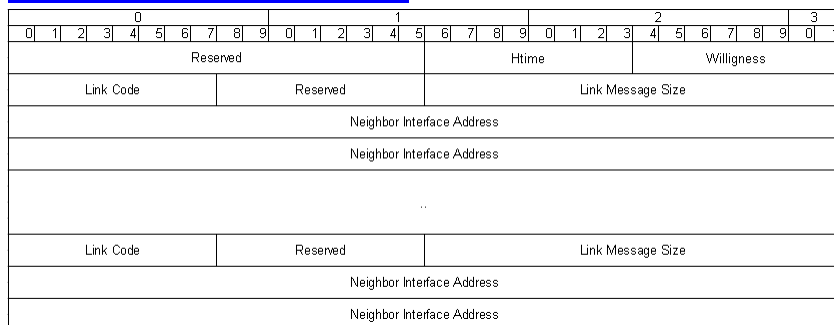 0 1 2 3
0 1 2 3 4 5 6 7 8 9 0 1 2 3 4 5 6 7 8 9 0 1 2 3 4 5 6 7 8 9 0 1
Reserved Htime Willigness
Link Code Reserved Link Message Size
Neighbor Interface Address
Neighbor Interface Address
..
Link Code Reserved Link Message Size
Neighbor Interface Address
Neighbor Interface Address